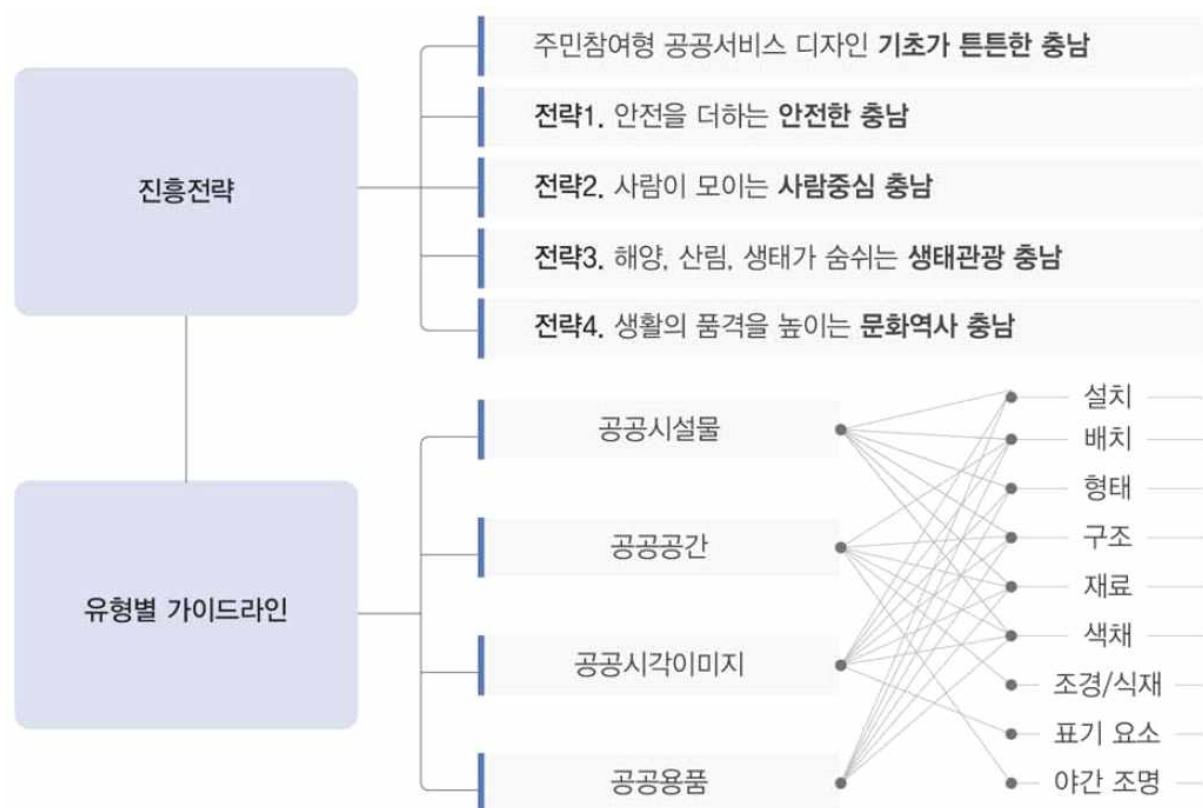 진흥전략
주민참여형 공공서비스 디자인 기초가 튼튼한 충남
전략1. 안전을 더하는 안전한 충남
전략2. 사람이 모이는 사람중심 충남
전략3. 해양, 산림, 생태가 숨쉬는 생태관광 충남
전략4. 생활의 품격을 높이는 문화역사 충남
유형별 가이드라인
공공시설물
공공공간
공공시각이미지
공공용품
설치
배치
형태
구조
재료
색채
조경/식재
표기 요소
야간 조명